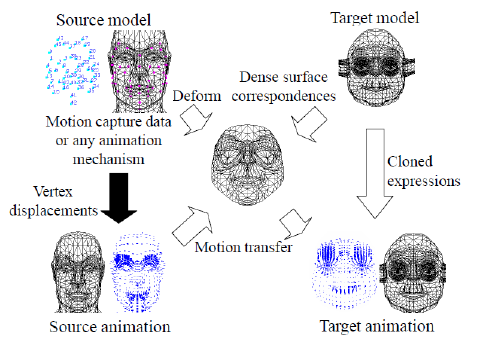 Source model
Target model
Dense surface
correspondences
Deform
Motion capture data
or any animation
mechanism
Cloned
expressions
Vertex
displacements
Motion transfer
Source animation
Target animation